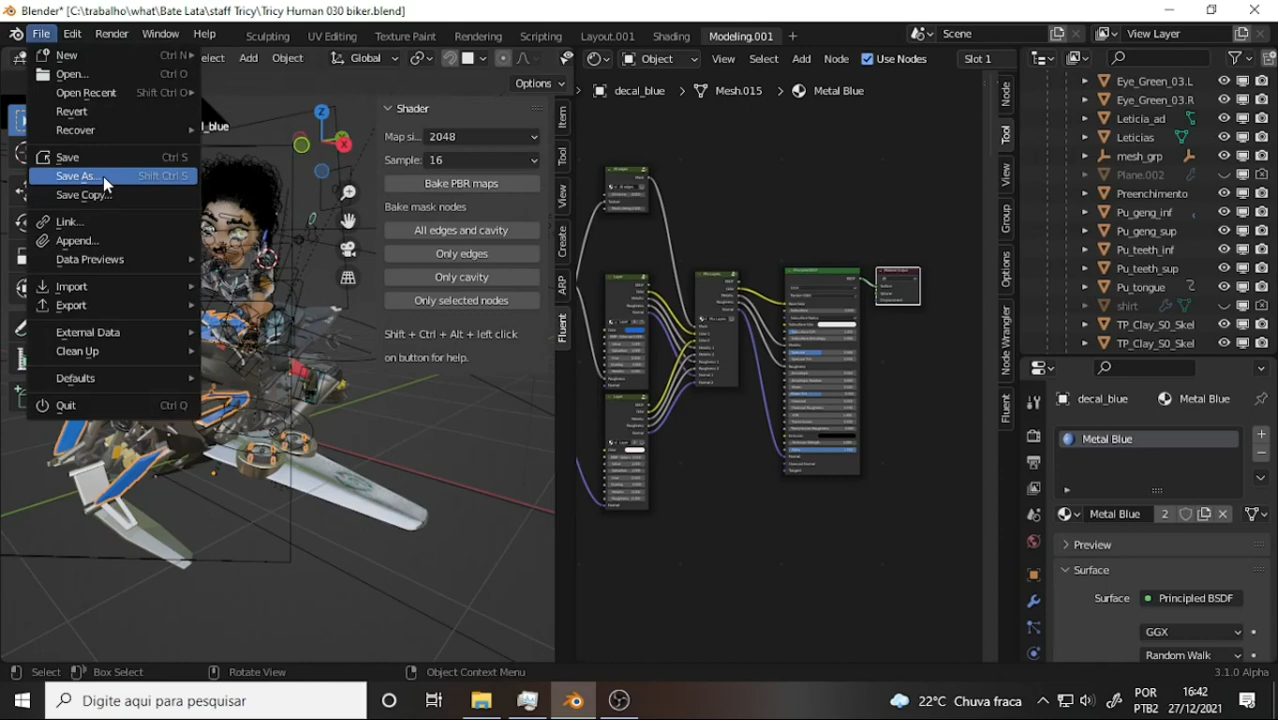 Blender* [C:\trabalho\what\Bate Lata\staff Tricy\Tricy Human 030 biker.blend]
File Edit Render Window Help Sculpting UV Editing Texture Paint Rendering Scripting Layout.001 Shading Modeling.001 Scene View Layer
New Ctrl N
Open... Ctrl O
Open Recent Shift Ctrl O
Revert
Recover
Save Ctrl S
Save As... Shift Ctrl S
Save Copy...
Link...
Append...
Data Previews
Import
Export
External Data
Clean Up
Defaults
Quit Ctrl Q
elect Add Object Global
Options
Z
X
Shader
Map si... 2048
Sample: 16
Bake PBR maps
Bake mask nodes
All edges and cavity
Only edges
Only cavity
Only selected nodes
Shift + Ctrl + Alt + left click
on button for help.
Item
Tool
View
Create
ARP
Fluent
Object View Select Add Node Use Nodes Slot 1
decal_blue Mesh.015 Metal Blue
Node
Tool
View
Group
Options
Node Wrangler
Fluent
Eye_Green_03.L
Eye_Green_03.R
Leticia_ad
Leticias
mesh_grp
Plane.002
Preenchimento
Pu_geng_inf
Pu_geng_sup
Pu_teeth_inf
Pu_teeth_sup
Pu_tongue
shirt
TP_Clay_S0_Skel
TP_Clay_S0_Skel
decal_blue Metal Blue
Metal Blue
Metal Blue 2
Preview
Surface
Surface Principled BSDF
GGX
Random Walk
Select Box Select Rotate View Object Context Menu 3.1.0 Alpha
Digite aqui para pesquisar
22°C Chuva fraca
POR
PTB2
16:42
27/12/2021